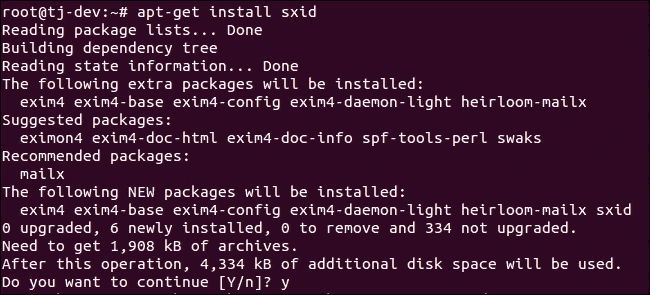 root@tj-dev:~# apt-get install sxid
Reading package lists... Done
Building dependency tree
Reading state information... Done
The following extra packages will be installed:
  exim4 exim4-base exim4-config exim4-daemon-light heirloom-mailx
Suggested packages:
  eximon4 exim4-doc-html exim4-doc-info spf-tools-perl swaks
Recommended packages:
  mailx
The following NEW packages will be installed:
  exim4 exim4-base exim4-config exim4-daemon-light heirloom-mailx sxid
0 upgraded, 6 newly installed, 0 to remove and 334 not upgraded.
Need to get 1,908 kB of archives.
After this operation, 4,334 kB of additional disk space will be used.
Do you want to continue [Y/n]? y